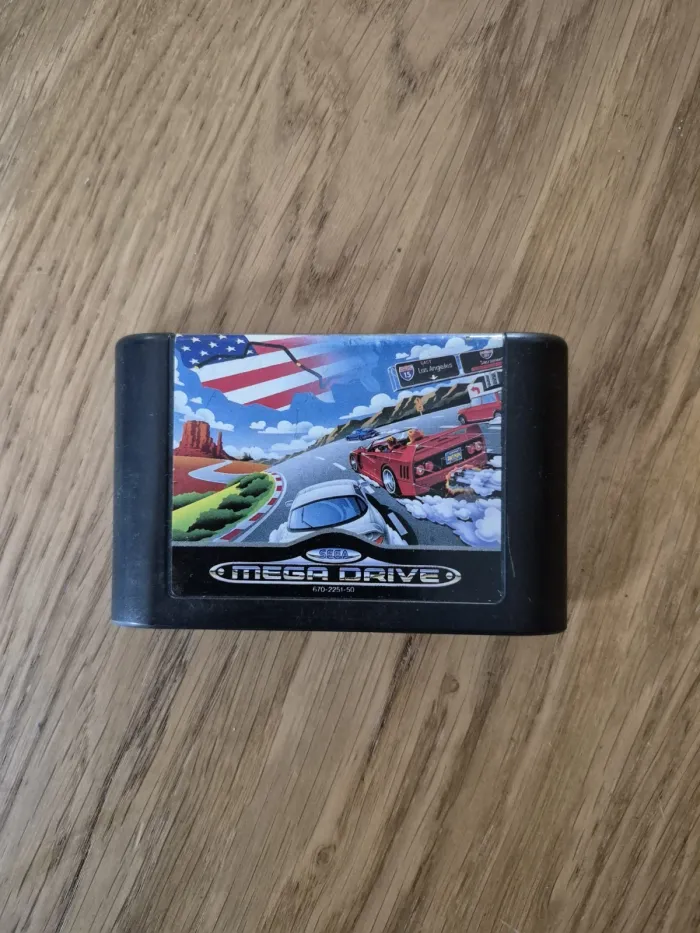 15
Los Angeles
SEGA
MEGA DRIVE
670-2251-50